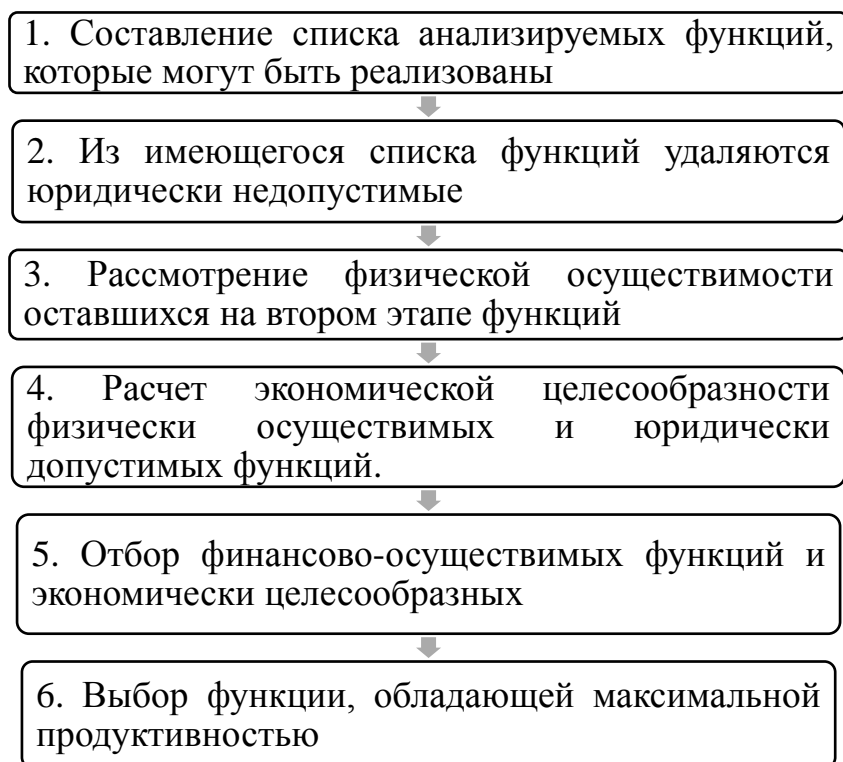 1. Составление списка анализируемых функций,
которые могут быть реализованы
2. Из имеющегося списка функций удаляются
юридически недопустимые
3. Рассмотрение физической осуществимости
оставшихся на втором этапе функций
4. Расчет экономической целесообразности
физически осуществимых и юридически
допустимых функций.
5. Отбор финансово-осуществимых функций и
экономически целесообразных
6. Выбор функции, обладающей максимальной
продуктивностью